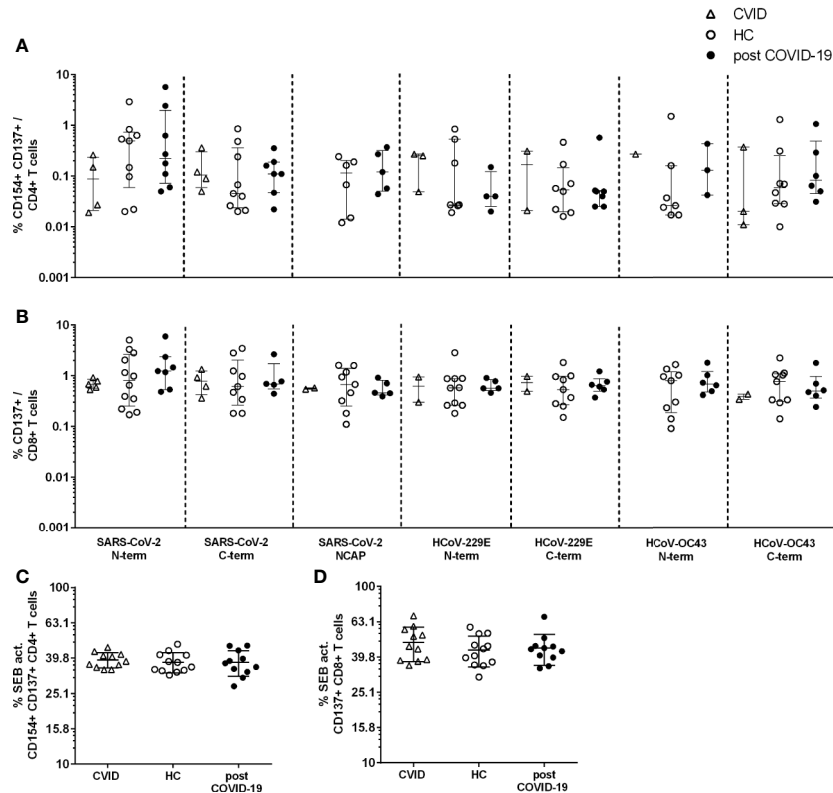 CVID
HC
post COVID-19
A
% CD154+ CD137+ /
CD4+ T cells
10
1
0.1
0.01
0.001
B
% CD137+ /
CD8+ T cells
10
1
0.1
0.01
0.001
SARS-CoV-2
N-term
SARS-CoV-2
C-term
SARS-CoV-2
NCAP
HCoV-229E
N-term
HCoV-229E
C-term
HCoV-OC43
N-term
HCoV-OC43
C-term
C
% SEB act.
CD154+ CD137+ CD4+ T cells
100
63.1
39.8
25.1
15.8
10
CVID
HC
post
COVID-19
D
% SEB act.
CD137+ CD8+ T cells
100
63.1
39.8
25.1
15.8
10
CVID
HC
post
COVID-19